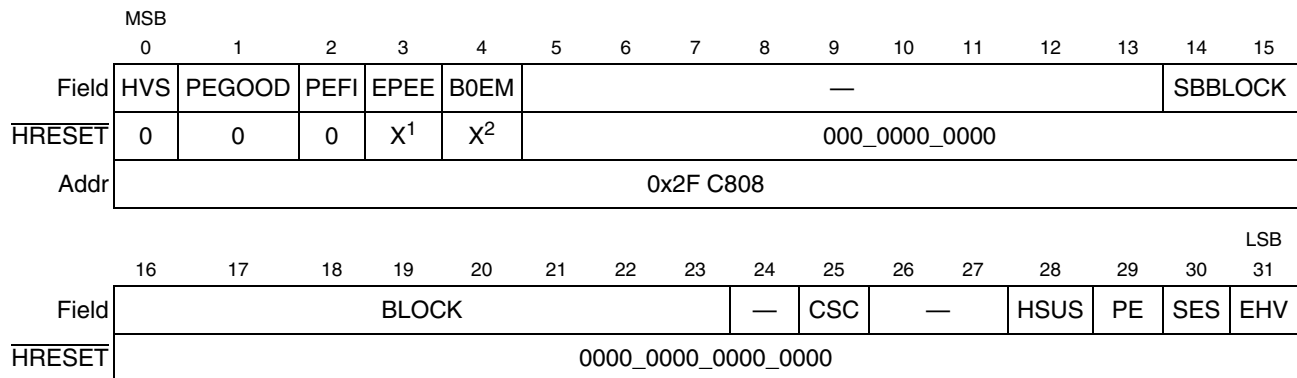 MSB
0 1 2 3 4 5 6 7 8 9 10 11 12 13 14 15
Field HVS PEGOOD PEFI EPEE B0EM — SBBLOCK
HRESET 0 0 0 X1 X2 000_0000_0000
Addr 0x2F C808
LSB
16 17 18 19 20 21 22 23 24 25 26 27 28 29 30 31
Field BLOCK — CSC — HSUS PE SES EHV
HRESET 0000_0000_0000_0000